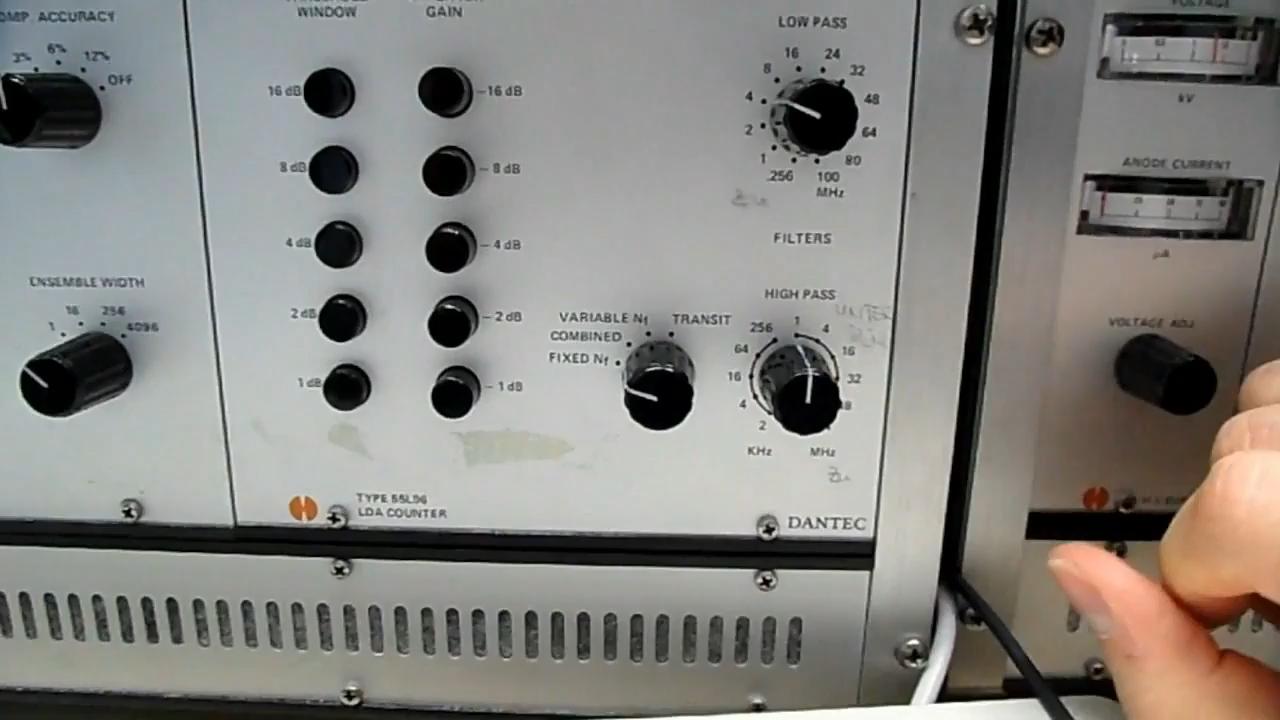 ACCURACY
3% 6% 12%
OFF
ENSEMBLE WIDTH
1 16 256 4096
WINDOW
GAIN
16 dB
8 dB
4 dB
2 dB
1 dB
-16 dB
-8 dB
-4 dB
-2 dB
-1 dB
VARIABLE Nf
TRANSIT
COMBINED
FIXED Nf
LOW PASS
.256 1 2 4 8 16 24 32 48 64 80 100
MHz
FILTERS
HIGH PASS
2 4 16 64 256
KHz
1 4 16 32
MHz
LDA COUNTER
DANTEC
VOLTAGE
kV
ANODE CURRENT
μA
VOLTAGE ADJ